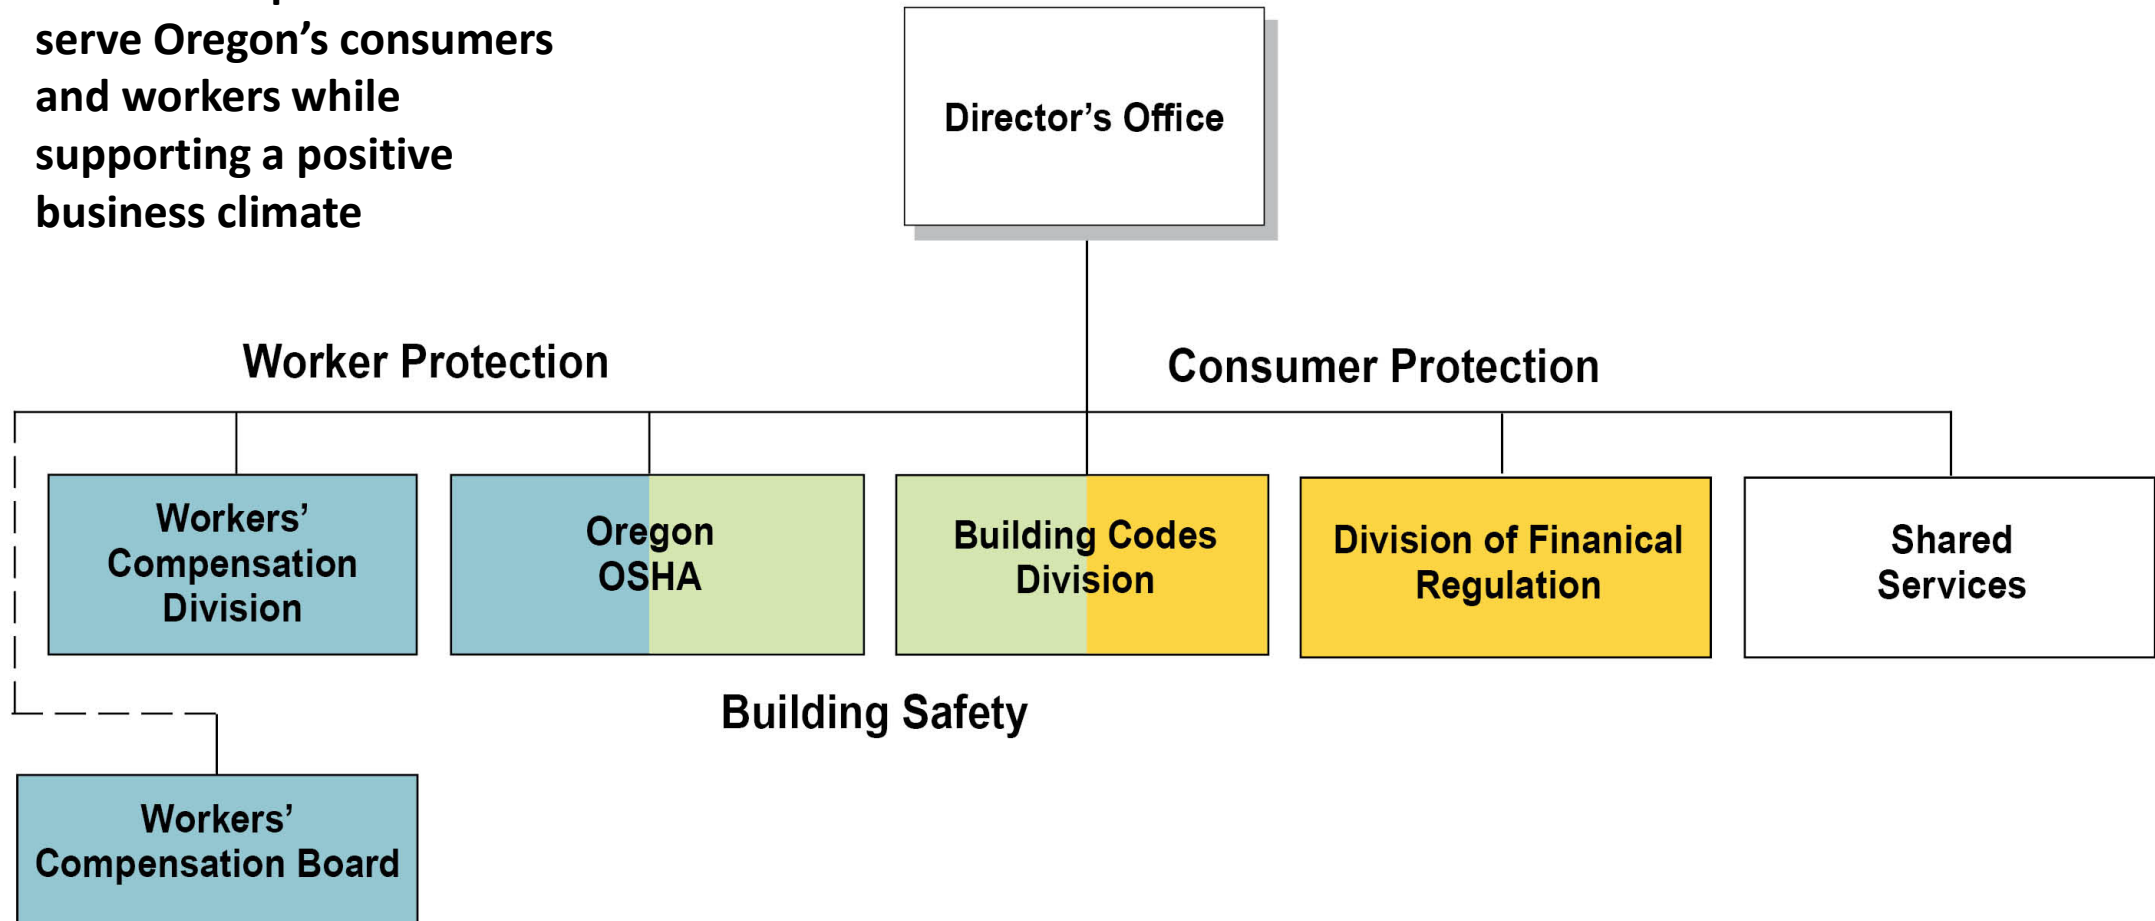 serve Oregon’s consumers
and workers while
supporting a positive
business climate
Director’s Office
Worker Protection
Consumer Protection
Workers’
Compensation
Division
Oregon
OSHA
Building Codes
Division
Division of Finanical
Regulation
Shared
Services
Building Safety
Workers’
Compensation Board